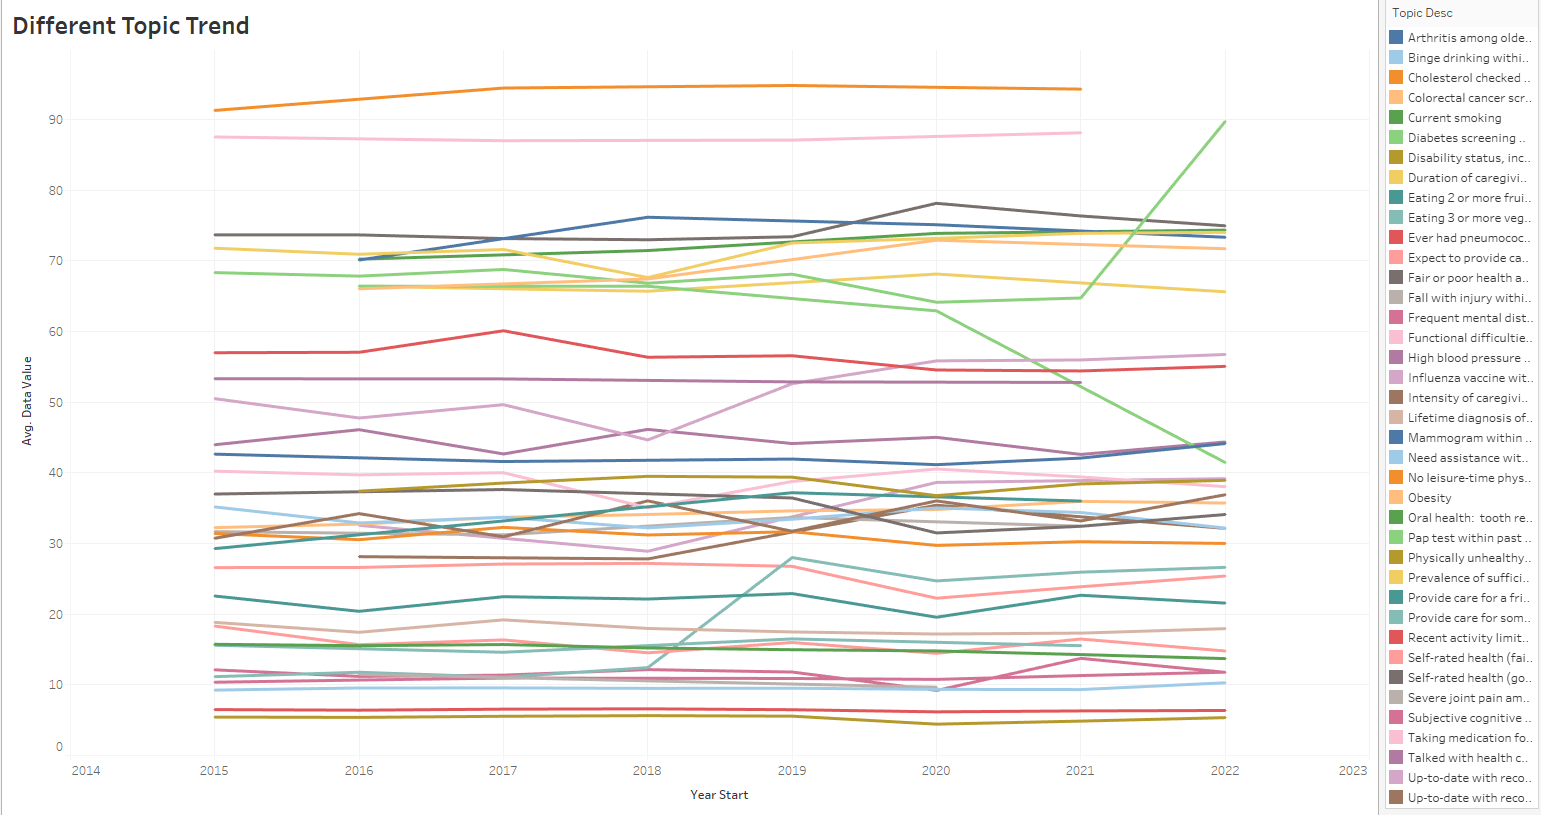 Different Topic Trend
Avg. Data Value
90
80
70
60
50
40
30
20
10
0
2014 2015 2016 2017 2018 2019 2020 2021 2022 2023
Year Start
Topic Desc
Arthritis among olde..
Binge drinking withi..
Cholesterol checked ..
Colorectal cancer scr..
Current smoking
Diabetes screening ..
Disability status, inc..
Duration of caregivi..
Eating 2 or more frui..
Eating 3 or more veg..
Ever had pneumococ..
Expect to provide ca..
Fair or poor health a..
Fall with injury withi..
Frequent mental dist..
Functional difficultie..
High blood pressure ..
Influenza vaccine wit..
Intensity of caregivi..
Lifetime diagnosis of..
Mammogram within ..
Need assistance wit..
No leisure-time phys..
Obesity
Oral health: tooth re..
Pap test within past ..
Physically unhealthy..
Prevalence of suffici..
Provide care for a fri..
Provide care for som..
Recent activity limit..
Self-rated health (fai..
Self-rated health (go..
Severe joint pain am..
Subjective cognitive ..
Taking medication fo..
Talked with health c..
Up-to-date with reco..
Up-to-date with reco..